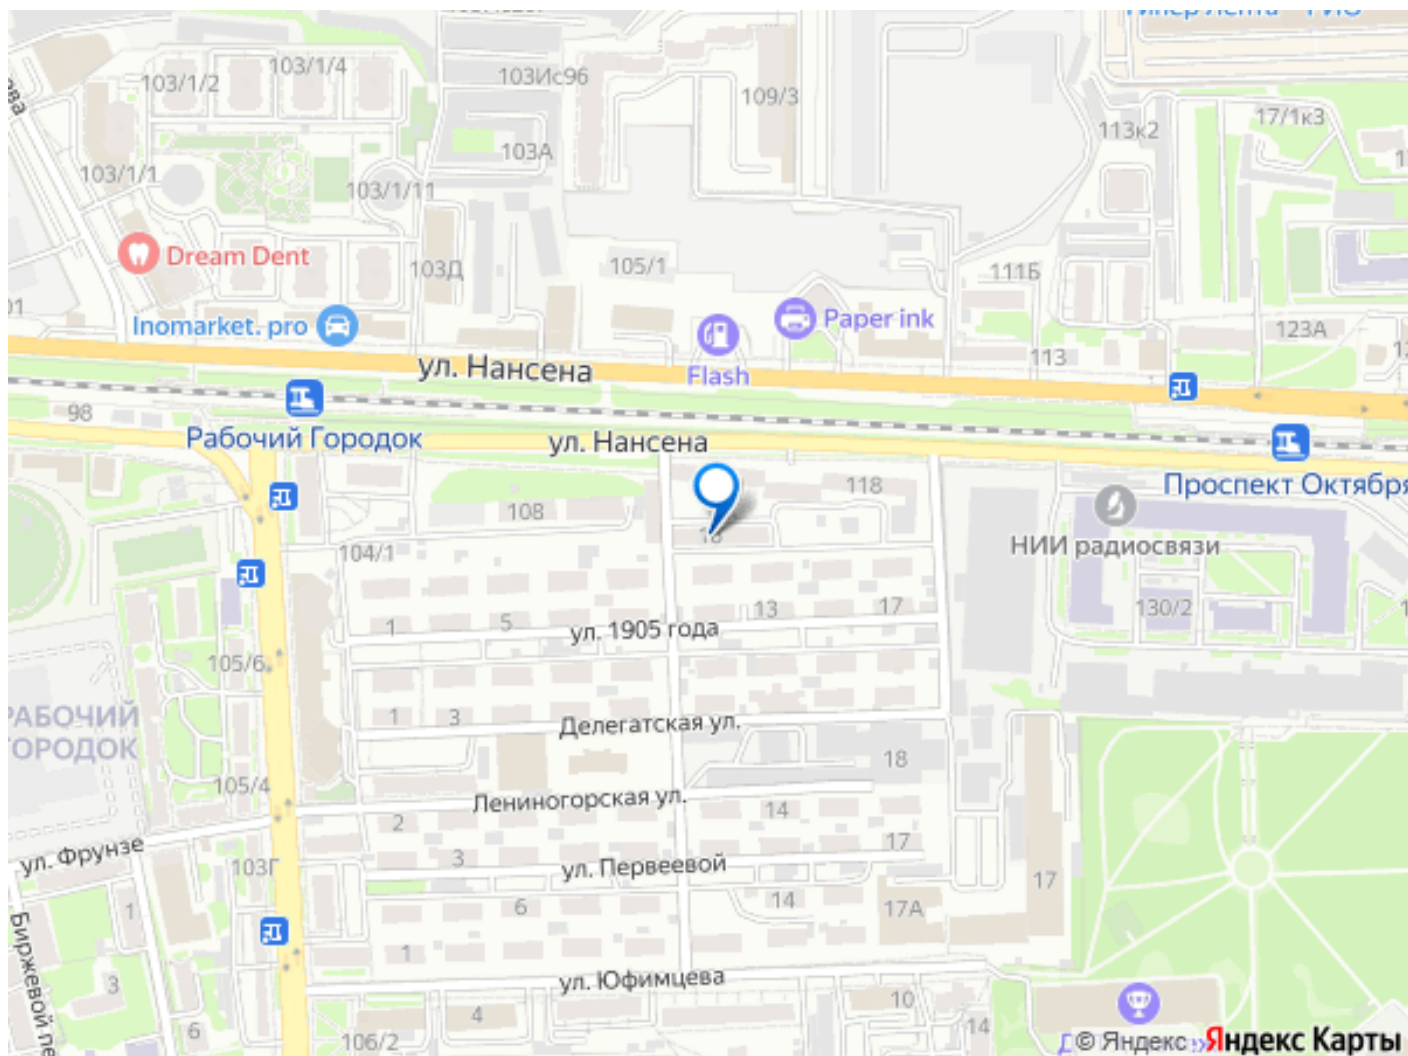 103/1/2
103/1/4
103Ис96
109/3
113к2
17/1к3
103А
103/1/1
103/1/11
Dream Dent
103Д
105/1
111Б
Inomarket. pro
Paper ink
123А
113
ул. Нансена
Flash
98
Рабочий Городок
ул. Нансена
Проспект Октября
118
108
104/1
НИИ радиосвязи
130/2
1
5
ул. 1905 года
13
17
105/6
РАБОЧИЙ
ГОРОДОК
1
3
Делегатская ул.
18
105/4
Лениногорская ул.
14
2
ул. Фрунзе
103Г
3
ул. Первеевой
17
17
1
6
14
17А
Биржевой пе
1
ул. Юфимцева
3
6
106/2
4
10
14
© Яндекс
Яндекс Карты